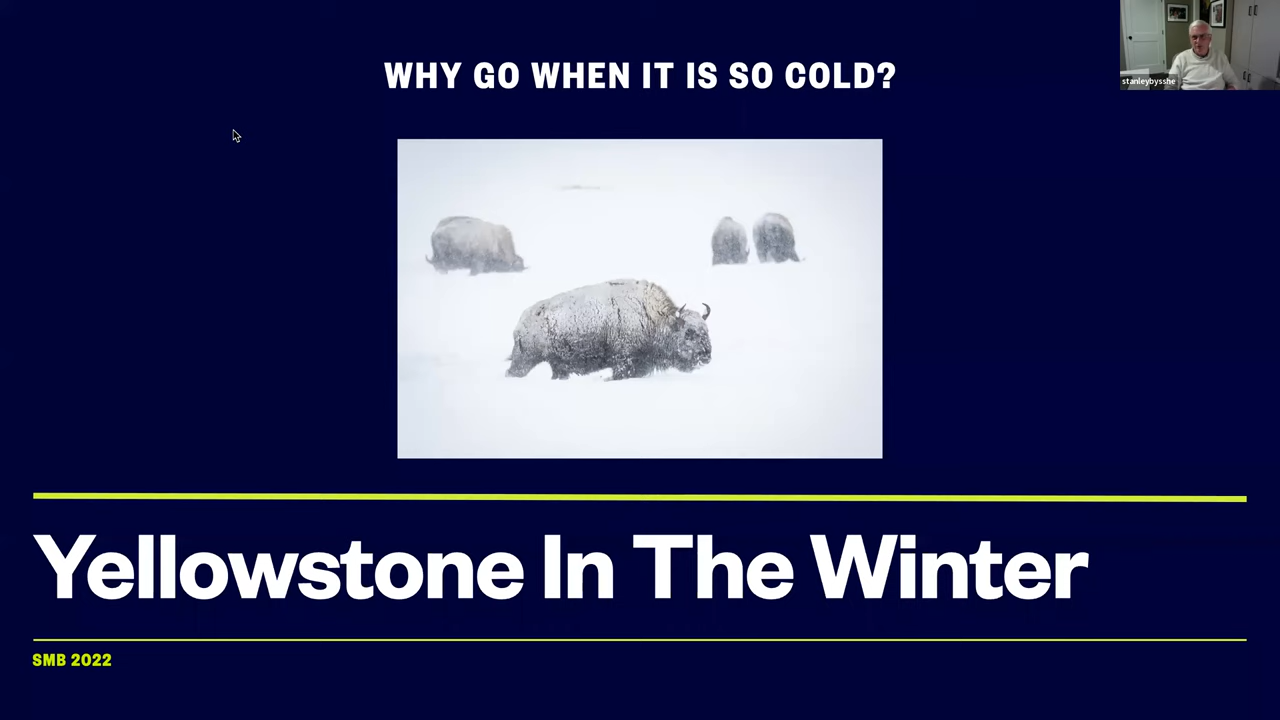 WHY GO WHEN IT IS SO COLD?
stanleybysshe
Yellowstone In The Winter
SMB 2022